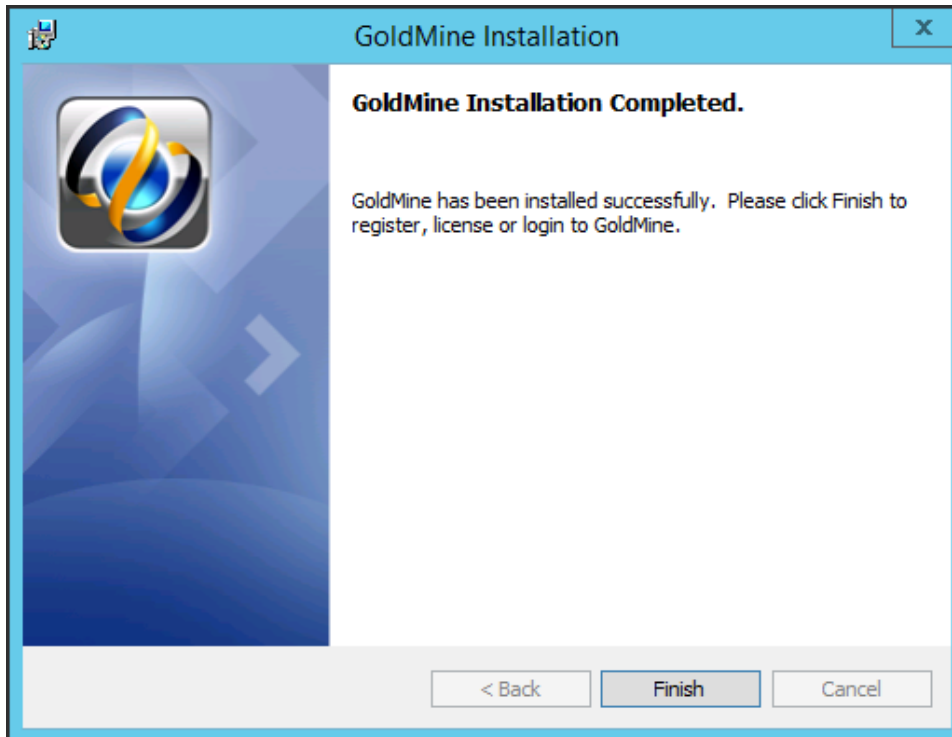 GoldMine Installation
x
GoldMine Installation Completed.
GoldMine has been installed successfully.  Please click Finish to
register, license or login to GoldMine.
< Back
Finish
Cancel